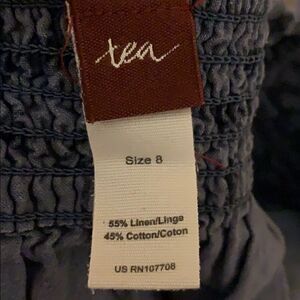 tea
Size 8
55% Linen/Linge
45% Cotton/Coton
US RN107708